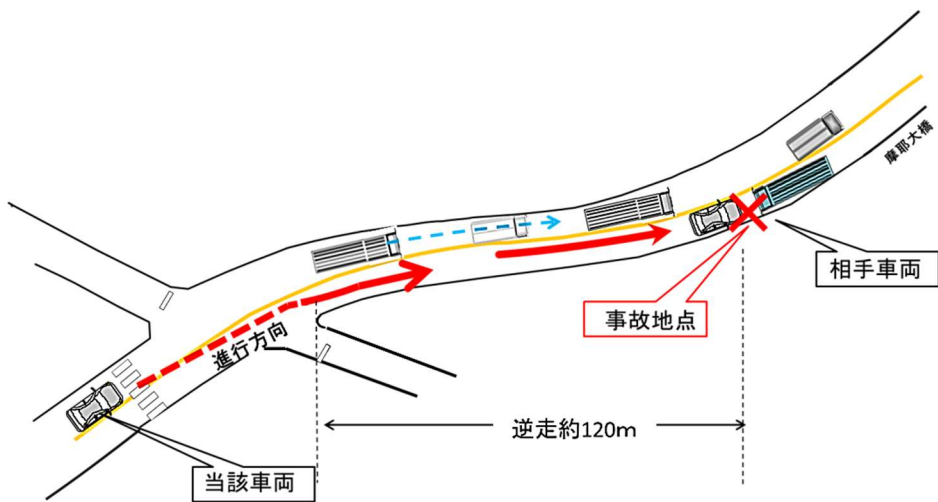 摩耶大橋
相手車両
事故地点
進行方向
逆走約120m
当該車両